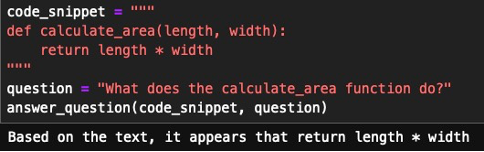 code_snippet = """
def calculate_area(length, width):
    return length * width
"""
question = "What does the calculate_area function do?"
answer_question(code_snippet, question)
Based on the text, it appears that return length * width